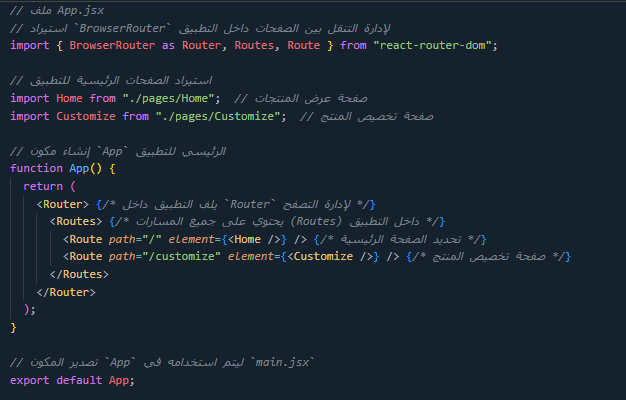 // ملف App.jsx
// استيراد `BrowserRouter` لإدارة التنقل بين الصفحات داخل التطبيق
import { BrowserRouter as Router, Routes, Route } from "react-router-dom";

// استيراد الصفحات الرئيسية للتطبيق
import Home from "./pages/Home";  // صفحة عرض المنتجات
import Customize from "./pages/Customize";  // صفحة تخصيص المنتج

// إنشاء مكون `App` الرئيسي للتطبيق
function App() {
  return (
    <Router> {/* يلف التطبيق داخل `Router` لإدارة التصفح */}
      <Routes> {/* يحتوي على جميع المسارات (Routes) داخل التطبيق */}
        <Route path="/" element={<Home />} /> {/* تحديد الصفحة الرئيسية */}
        <Route path="/customize" element={<Customize />} /> {/* صفحة تخصيص المنتج */}
      </Routes>
    </Router>
  );
}

// تصدير المكون `App` ليتم استخدامه في `main.jsx`
export default App;